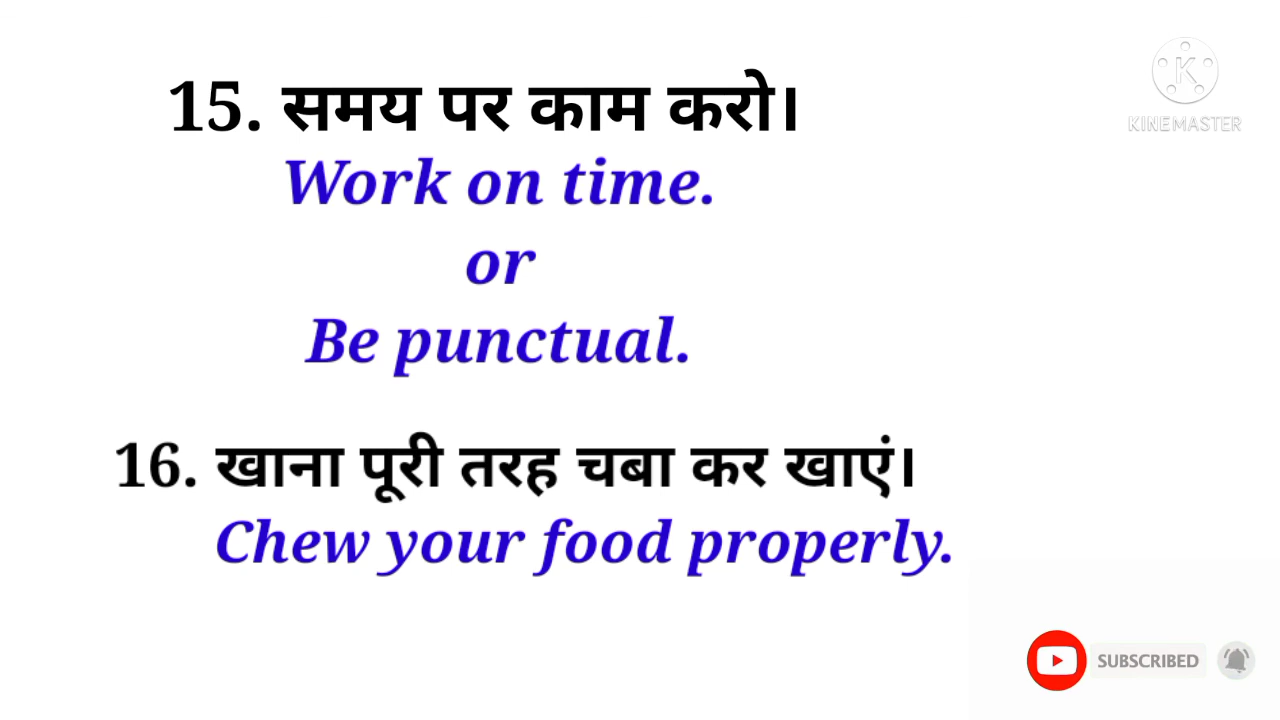 15. समय पर काम करो।
Work on time.
or
Be punctual.
16. खाना पूरी तरह चबा कर खाएं।
Chew your food properly.
K
KINEMASTER
SUBSCRIBED